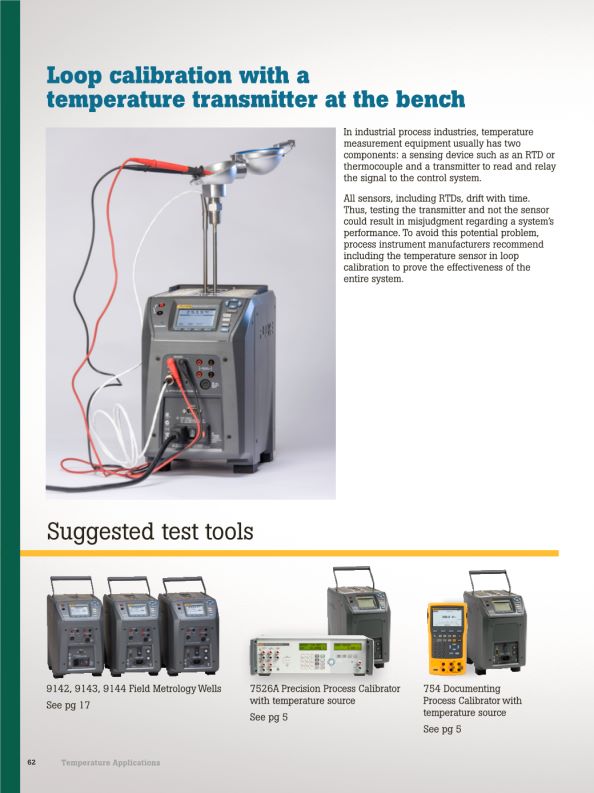 Loop calibration with a
temperature transmitter at the bench
In industrial process industries, temperature
measurement equipment usually has two
components: a sensing device such as an RTD or
thermocouple and a transmitter to read and relay
the signal to the control system.
All sensors, including RTDs, drift with time.
Thus, testing the transmitter and not the sensor
could result in misjudgment regarding a system's
performance. To avoid this potential problem,
process instrument manufacturers recommend
including the temperature sensor in loop
calibration to prove the effectiveness of the
entire system.
Suggested test tools
9142, 9143, 9144 Field Metrology Wells
See pg 17
7526A Precision Process Calibrator
with temperature source
See pg 5
754 Documenting
Process Calibrator with
temperature source
See pg 5
62 Temperature Applications